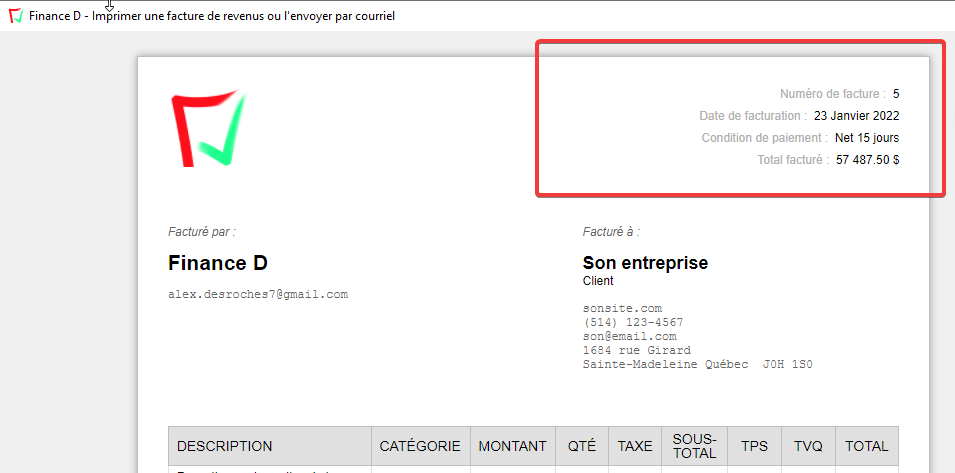 Finance D - Imprimer une facture de revenus ou l'envoyer par courriel
Numéro de facture : 5
Date de facturation : 23 Janvier 2022
Condition de paiement : Net 15 jours
Total facturé : 57 487.50 $
Facturé par :
Finance D
alex.desroches7@gmail.com
Facturé à :
Son entreprise
Client
sonsite.com
(514) 123-4567
son@email.com
1684 rue Girard
Sainte-Madeleine Québec J0H 1S0
DESCRIPTION CATÉGORIE MONTANT QTÉ TAXE SOUS-TOTAL TPS TVQ TOTAL